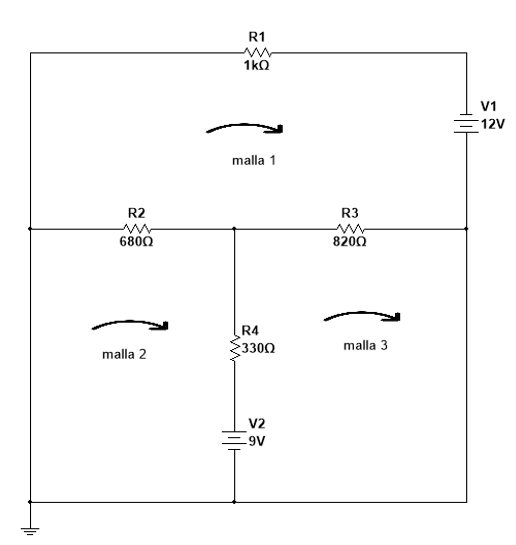 R1
1kΩ
V1
12V
malla 1
R2
680Ω
R3
820Ω
R4
330Ω
malla 2
malla 3
V2
9V